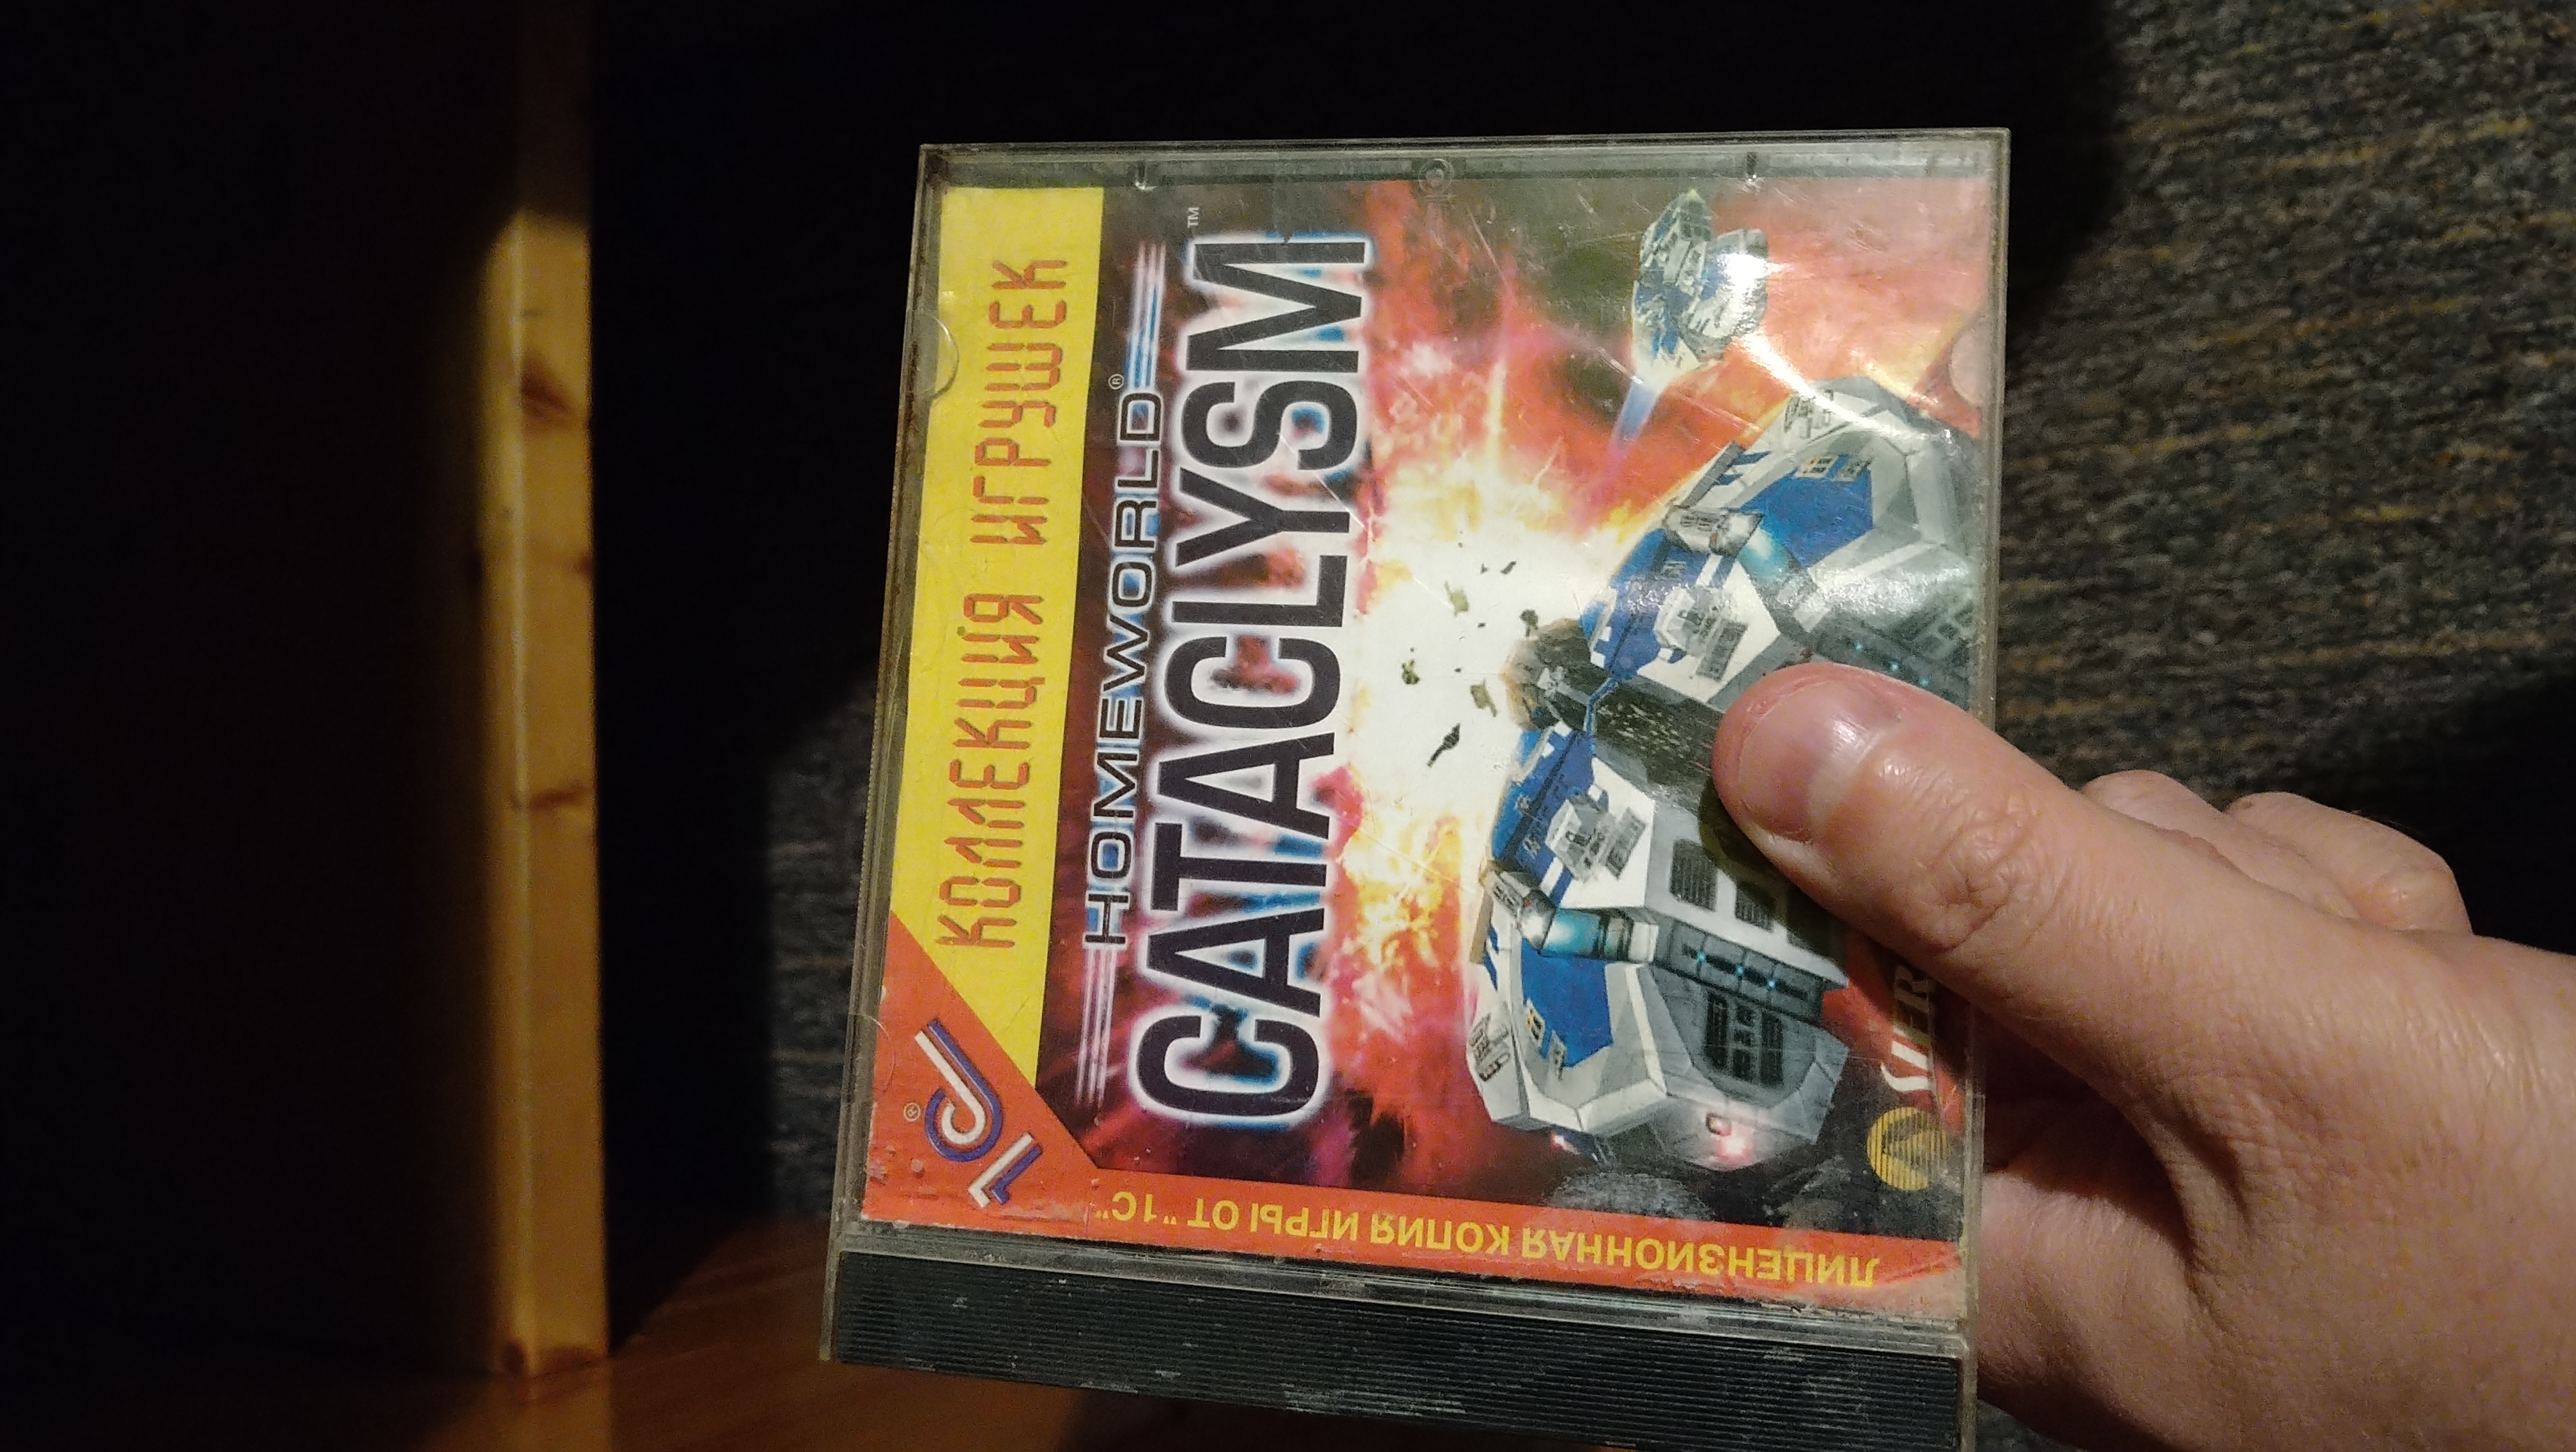 КОЛЛЕКЦИЯ ИГРУШЕК
1С®
HOMEWORLD®
CATACLYSM™
ЛИЦЕНЗИОННАЯ КОПИЯ ИГРЫ ОТ "1С"